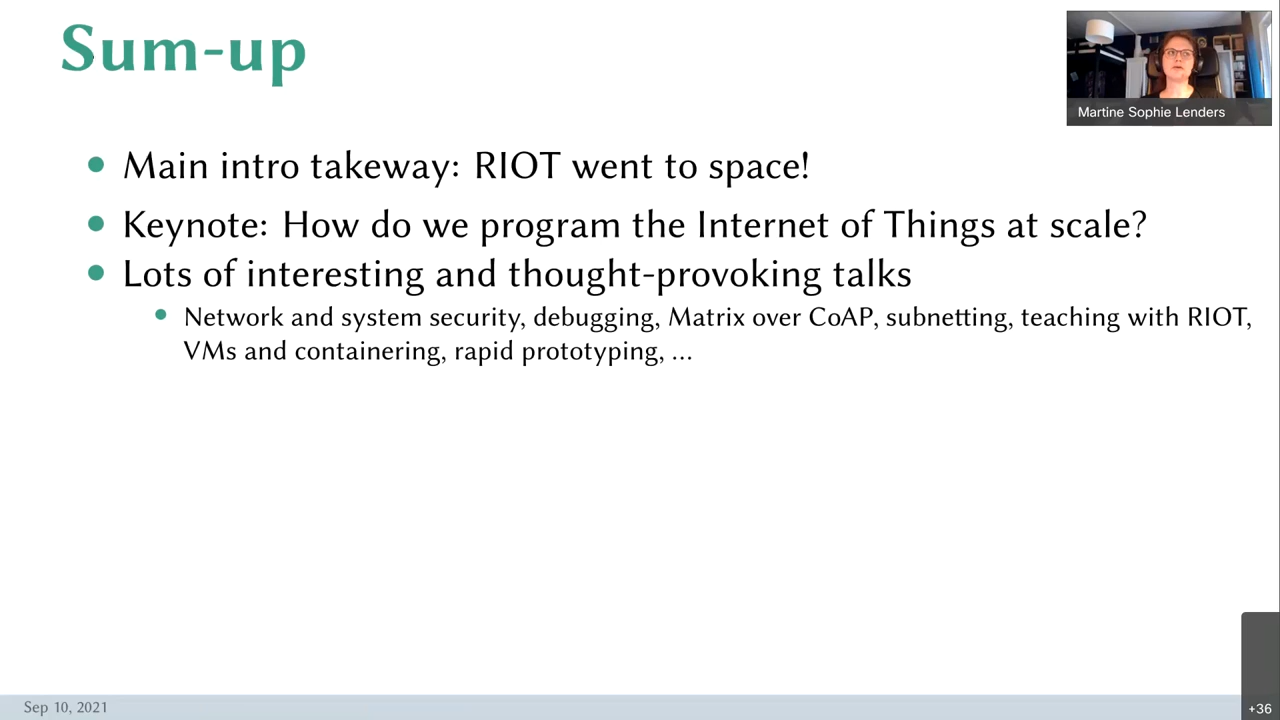 Sum-up
Martine Sophie Lenders
• Main intro takeway: RIOT went to space!
• Keynote: How do we program the Internet of Things at scale?
• Lots of interesting and thought-provoking talks
• Network and system security, debugging, Matrix over CoAP, subnetting, teaching with RIOT,
VMs and containering, rapid prototyping, ...
Sep 10, 2021
+36